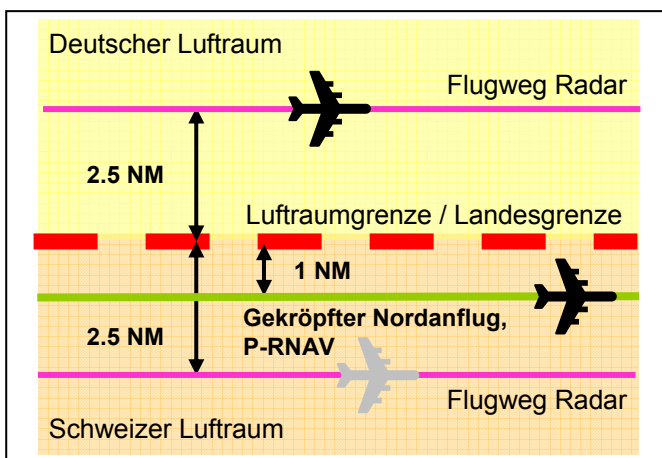 Deutscher Luftraum
Flugweg Radar
2.5 NM
Luftraumgrenze / Landesgrenze
1 NM
Gekröpfter Nordanflug,
P-RNAV
2.5 NM
Flugweg Radar
Schweizer Luftraum